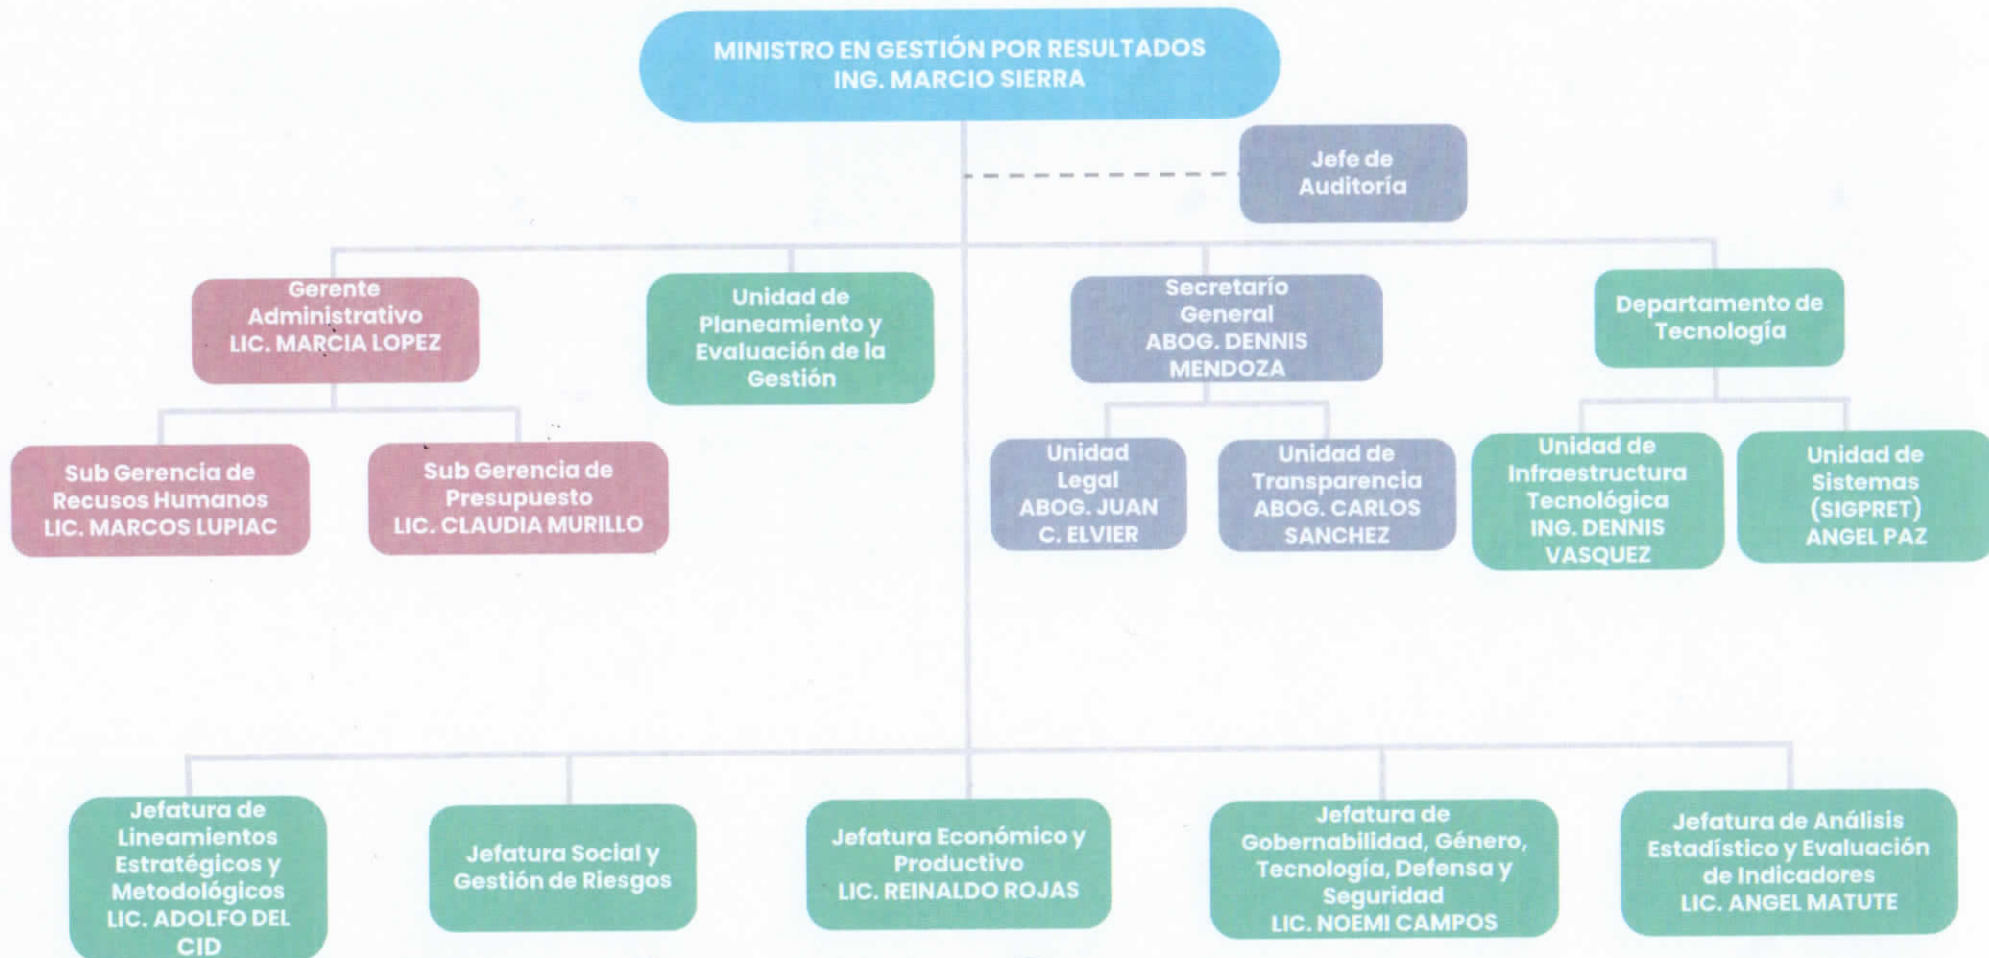 MINISTRO EN GESTIÓN POR RESULTADOS
ING. MARCIO SIERRA
Jefe de
Auditoría
Gerente
Administrativo
LIC. MARCIA LOPEZ
Unidad de
Planeamiento y
Evaluación de la
Gestión
Secretarío
General
ABOG. DENNIS
MENDOZA
Departamento de
Tecnología
Sub Gerencia de
Recusos Humanos
LIC. MARCOS LUPIAC
Sub Gerencia de
Presupuesto
LIC. CLAUDIA MURILLO
Unidad
Legal
ABOG. JUAN
C. ELVIER
Unidad de
Transparencia
ABOG. CARLOS
SANCHEZ
Unidad de
Infraestructura
Tecnológica
ING. DENNIS
VASQUEZ
Unidad de
Sistemas
(SIGPRET)
ANGEL PAZ
Jefatura de
Lineamientos
Estratégicos y
Metodológicos
LIC. ADOLFO DEL
CID
Jefatura Social y
Gestión de Riesgos
Jefatura Económico y
Productivo
LIC. REINALDO ROJAS
Jefatura de
Gobernabilidad, Género,
Tecnología, Defensa y
Seguridad
LIC. NOEMI CAMPOS
Jefatura de Análisis
Estadístico y Evaluación
de Indicadores
LIC. ANGEL MATUTE